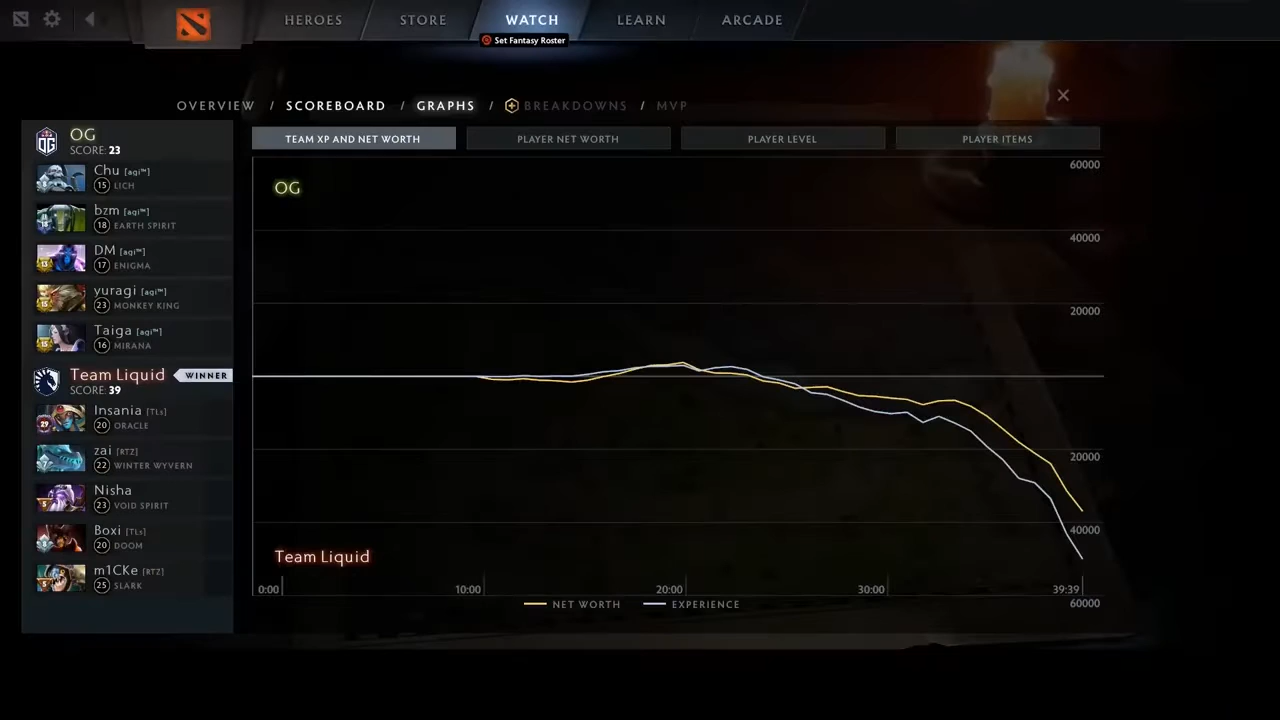 HEROES STORE WATCH LEARN ARCADE
Set Fantasy Roster
OVERVIEW / SCOREBOARD / GRAPHS / BREAKDOWNS / MVP
TEAM XP AND NET WORTH PLAYER NET WORTH PLAYER LEVEL PLAYER ITEMS
OG
SCORE: 23
Chu [agi™]
15 LICH
bzm [agi™]
18 EARTH SPIRIT
DM [agi™]
17 ENIGMA
yuragi [agi™]
23 MONKEY KING
Taiga [agi™]
16 MIRANA
Team Liquid WINNER
SCORE: 39
Insania [TLs]
20 ORACLE
zai [RTZ]
22 WINTER WYVERN
Nisha
23 VOID SPIRIT
Boxi [TLs]
20 DOOM
m1CKe [RTZ]
25 SLARK
OG
60000
40000
20000
20000
40000
Team Liquid
0:00 10:00 20:00 30:00 39:39
60000
NET WORTH EXPERIENCE